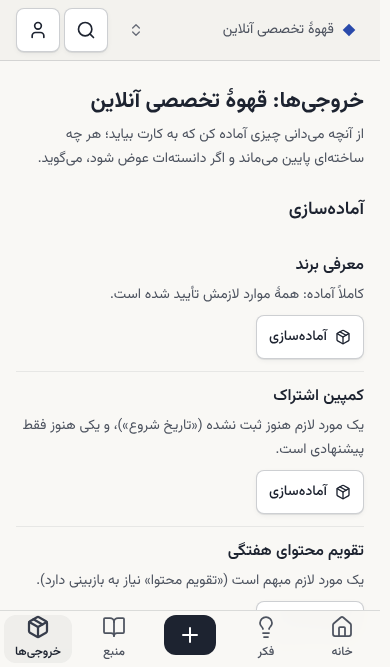 قهوهٔ تخصصی آنلاین
خروجی‌ها: قهوهٔ تخصصی آنلاین
از آنچه می‌دانی چیزی آماده کن که به کارت بیاید؛ هر چه
ساخته‌ای پایین می‌ماند و اگر دانسته‌ات عوض شود، می‌گوید.
آماده‌سازی
معرفی برند
کاملاً آماده: همهٔ موارد لازمش تأیید شده است.
آماده‌سازی
کمپین اشتراک
یک مورد لازم هنوز ثبت نشده («تاریخ شروع»)، و یکی هنوز فقط
پیشنهادی است.
آماده‌سازی
تقویم محتوای هفتگی
یک مورد لازم مبهم است («تقویم محتوا» نیاز به بازبینی دارد).
خانه
فکر
منبع
خروجی‌ها